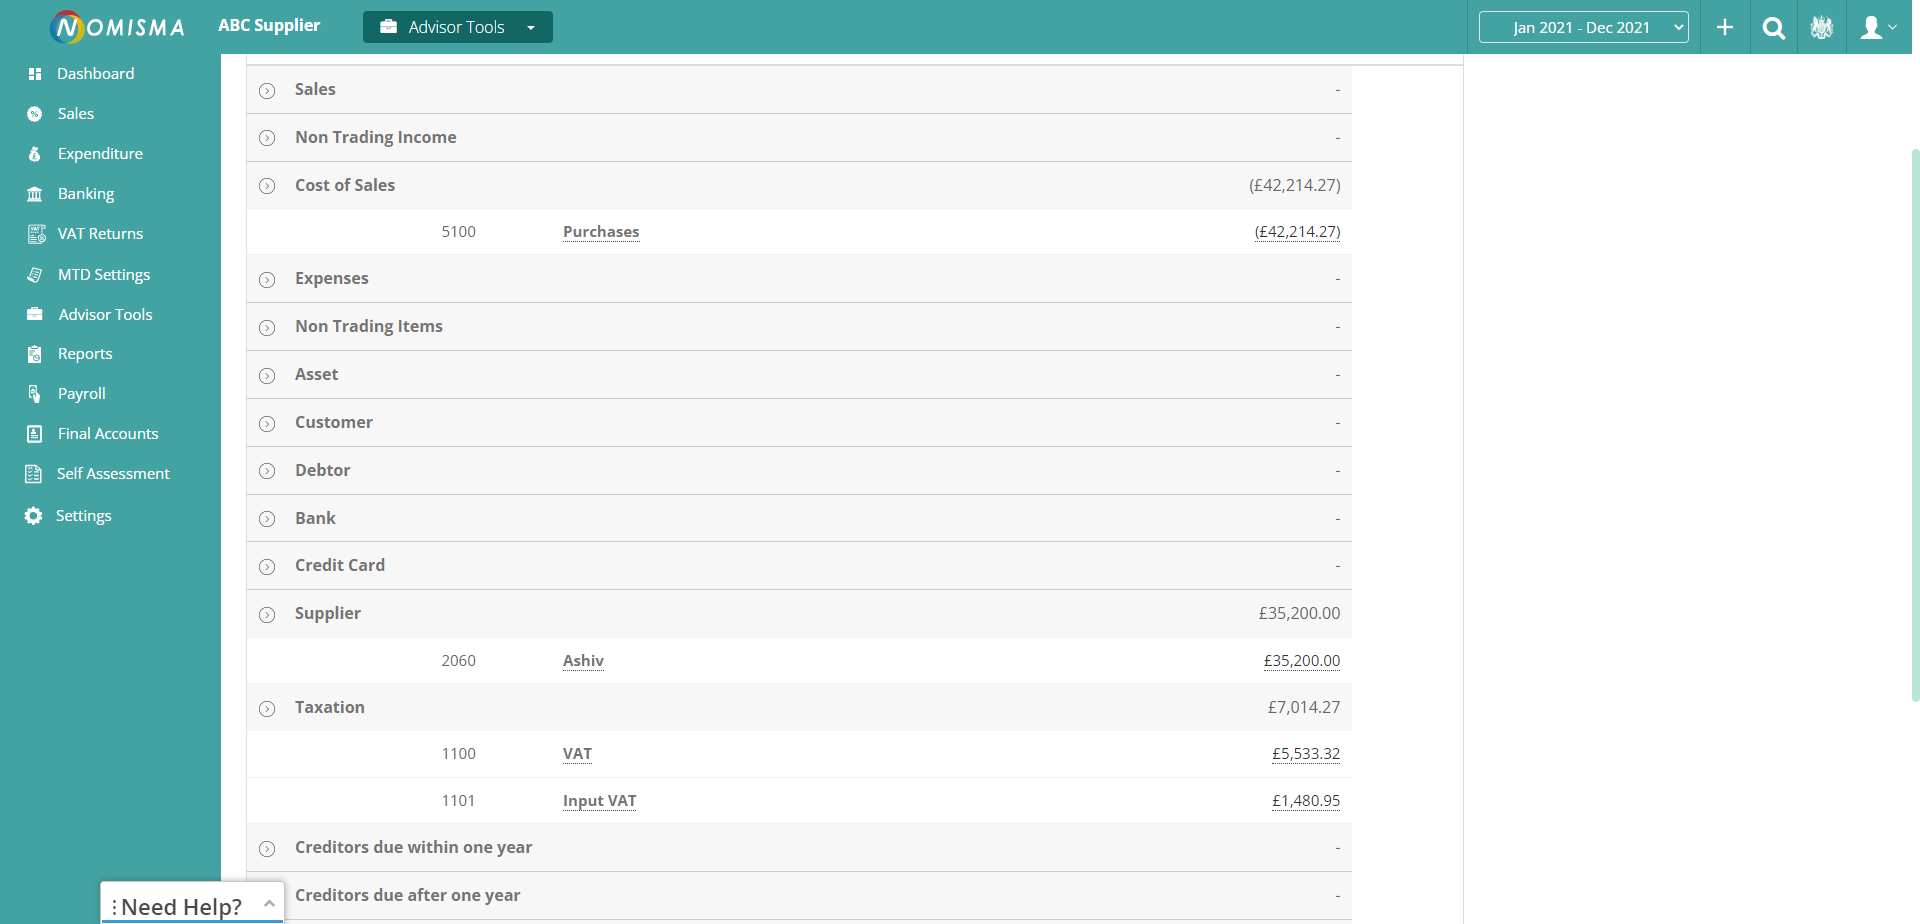 NOMISMA
ABC Supplier
Advisor Tools
Jan 2021 - Dec 2021
Dashboard
Sales
Expenditure
Banking
VAT Returns
MTD Settings
Advisor Tools
Reports
Payroll
Final Accounts
Self Assessment
Settings
Sales -
Non Trading Income -
Cost of Sales (£42,214.27)
5100 Purchases (£42,214.27)
Expenses -
Non Trading Items -
Asset -
Customer -
Debtor -
Bank -
Credit Card -
Supplier £35,200.00
2060 Ashiv £35,200.00
Taxation £7,014.27
1100 VAT £5,533.32
1101 Input VAT £1,480.95
Creditors due within one year -
Creditors due after one year -
Need Help?